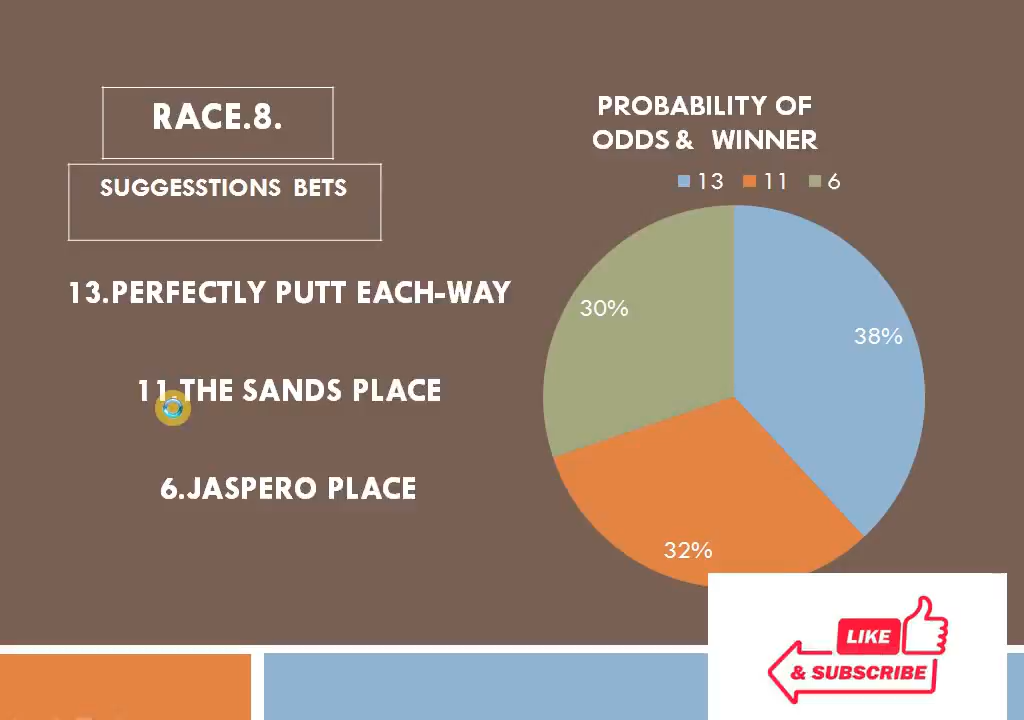 RACE.8.
SUGGESSTIONS BETS
13.PERFECTLY PUTT EACH-WAY
11.THE SANDS PLACE
6.JASPERO PLACE
PROBABILITY OF
ODDS & WINNER
13 11 6
30%
38%
32%
LIKE
& SUBSCRIBE